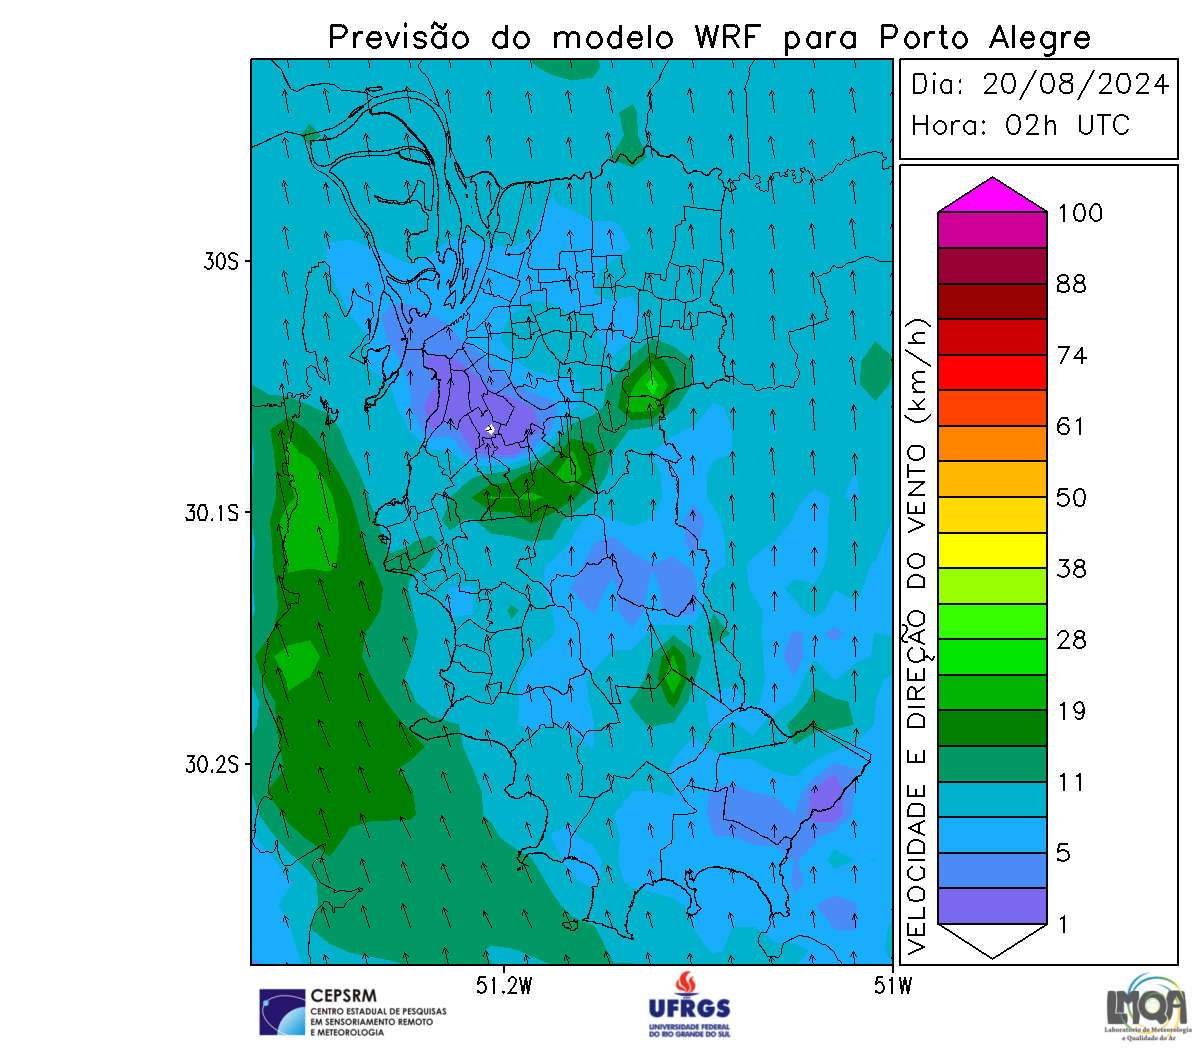 Previsão do modelo WRF para Porto Alegre
Dia: 20/08/2024
Hora: 02h UTC
30S
30.1S
30.2S
51.2W
51W
VELOCIDADE E DIREÇÃO DO VENTO (km/h)
100
88
74
61
50
38
28
19
11
5
1
CEPSRM
CENTRO ESTADUAL DE PESQUISAS
EM SENSORIAMENTO REMOTO
E METEOROLOGIA
UFRGS
UNIVERSIDADE FEDERAL
DO RIO GRANDE DO SUL
LMQA
Laboratório de Meteorologia
e Qualidade do Ar